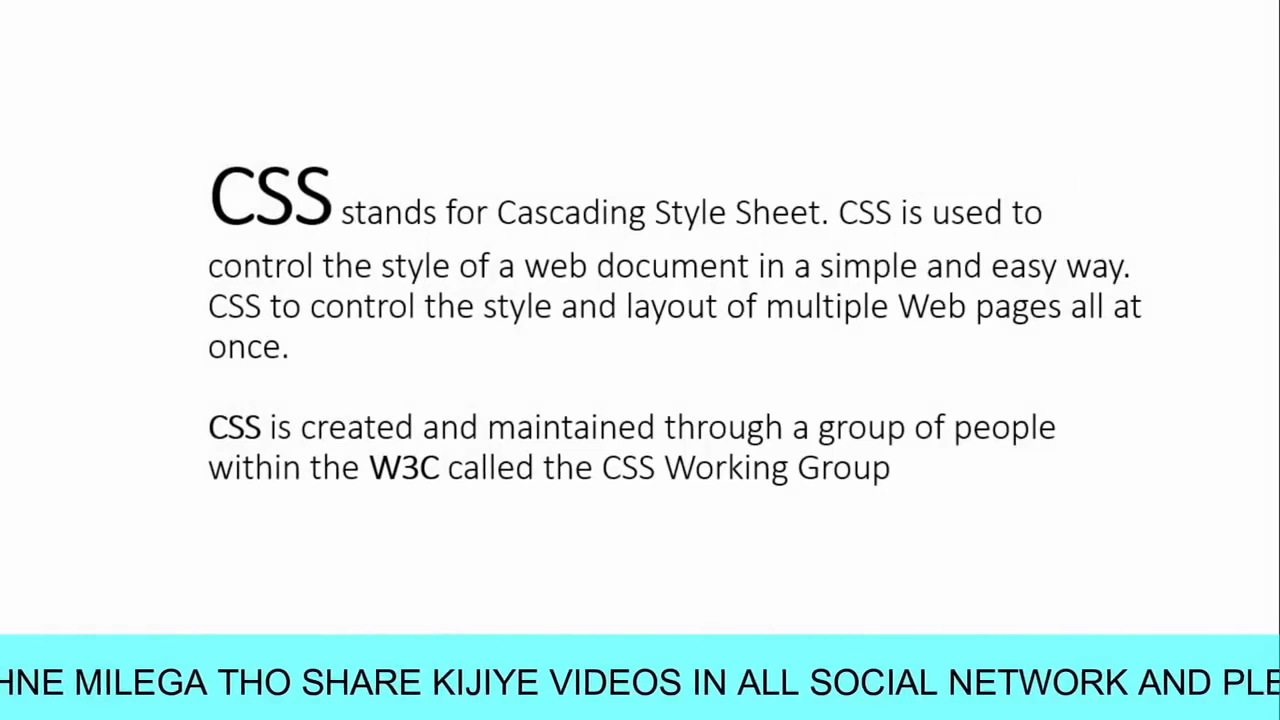 CSS stands for Cascading Style Sheet. CSS is used to
control the style of a web document in a simple and easy way.
CSS to control the style and layout of multiple Web pages all at
once.
CSS is created and maintained through a group of people
within the W3C called the CSS Working Group
MILEGA THO SHARE KIJIYE VIDEOS IN ALL SOCIAL NETWORK AND